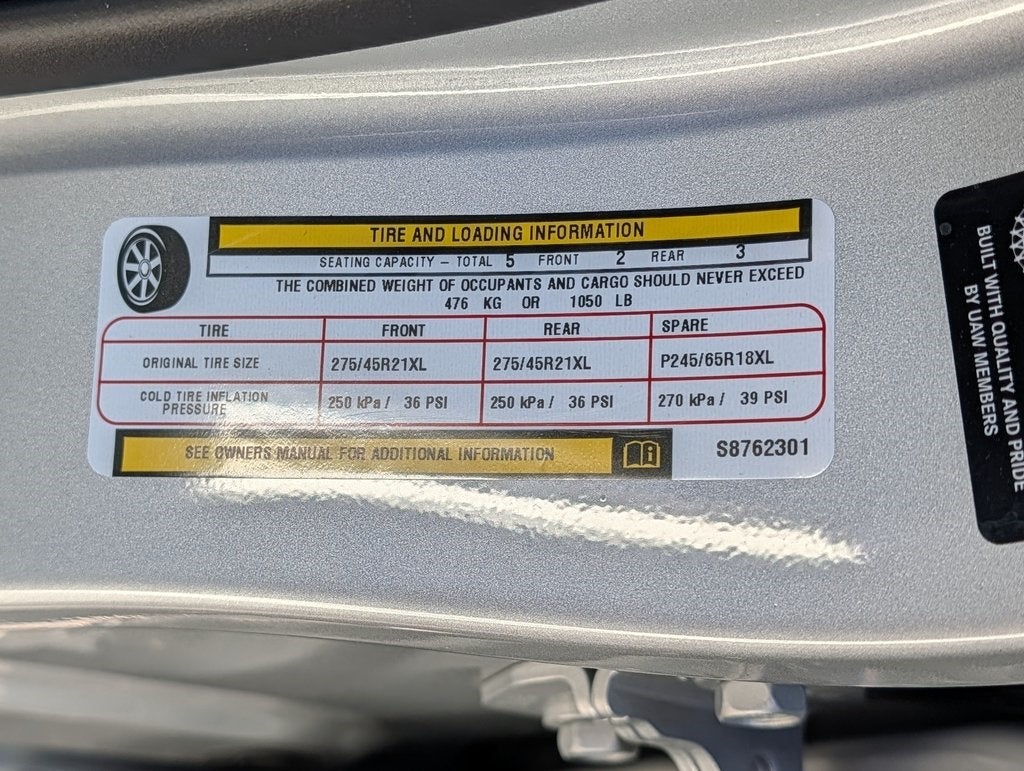 TIRE AND LOADING INFORMATION
SEATING CAPACITY – TOTAL 5 FRONT 2 REAR 3
THE COMBINED WEIGHT OF OCCUPANTS AND CARGO SHOULD NEVER EXCEED
476 KG OR 1050 LB
TIRE FRONT REAR SPARE
ORIGINAL TIRE SIZE 275/45R21XL 275/45R21XL P245/65R18XL
COLD TIRE INFLATION
PRESSURE 250 kPa / 36 PSI 250 kPa / 36 PSI 270 kPa / 39 PSI
SEE OWNERS MANUAL FOR ADDITIONAL INFORMATION
S8762301
BUILT WITH QUALITY AND PRIDE
BY UAW MEMBERS